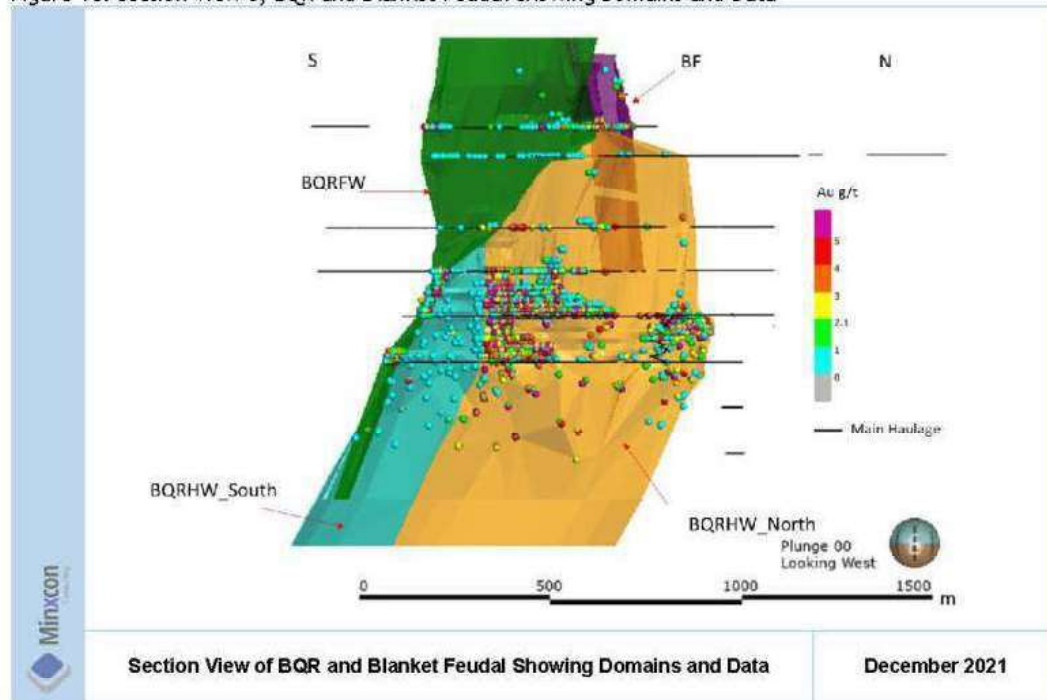 S
BF
N
BQRFW
Au g/t
5
4
3
2.1
1
0
Main Haulage
BQRHW_South
BQRHW_North
Plunge 00
Looking West
0 500 1000 1500 m
Minxcon
Section View of BQR and Blanket Feudal Showing Domains and Data
December 2021